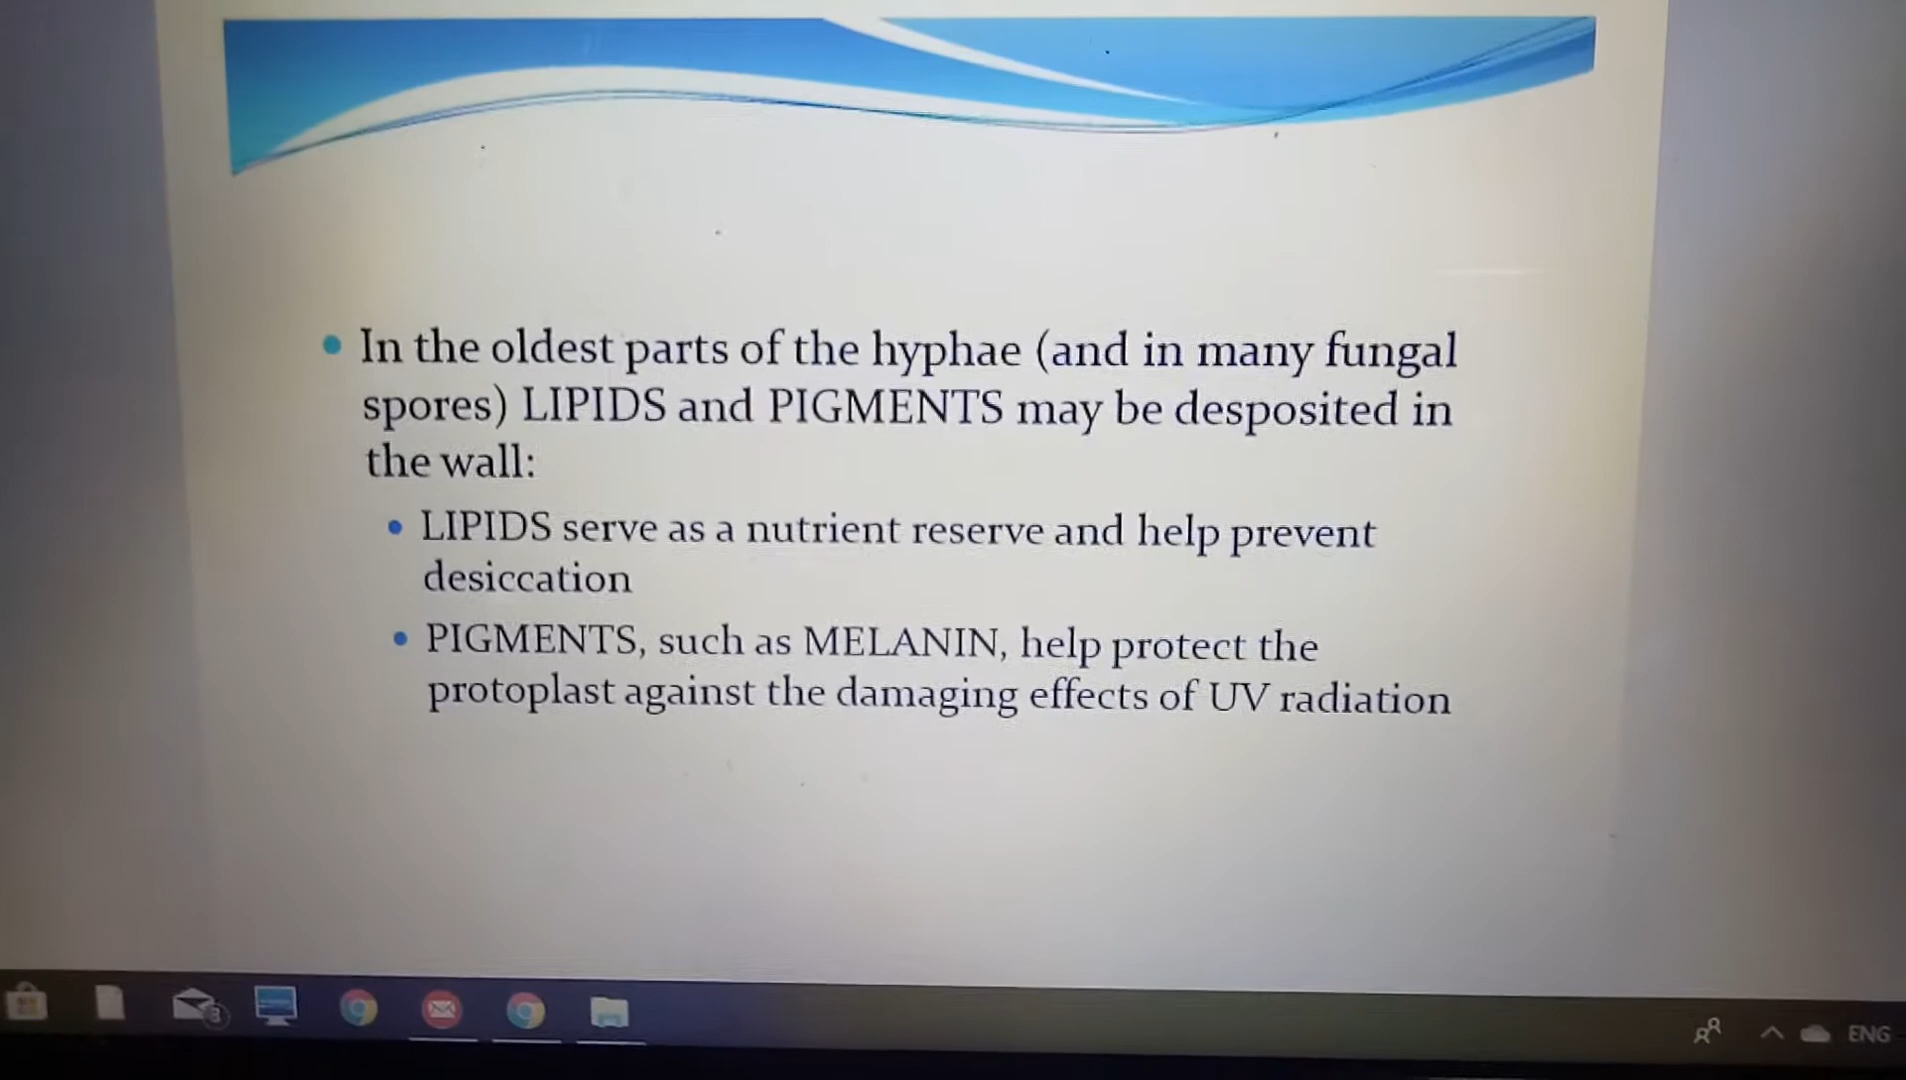 In the oldest parts of the hyphae (and in many fungal
spores) LIPIDS and PIGMENTS may be desposited in
the wall:
LIPIDS serve as a nutrient reserve and help prevent
desiccation
PIGMENTS, such as MELANIN, help protect the
protoplast against the damaging effects of UV radiation
3
ENG